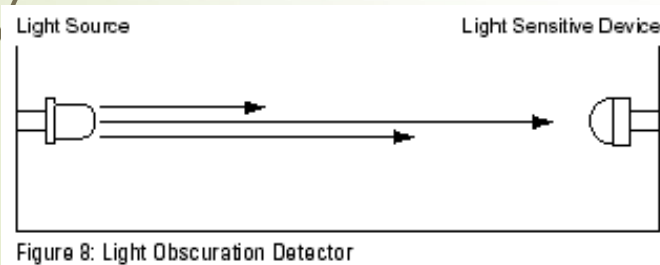 Light Source
Light Sensitive Device
Figure 8: Light Obscuration Detector